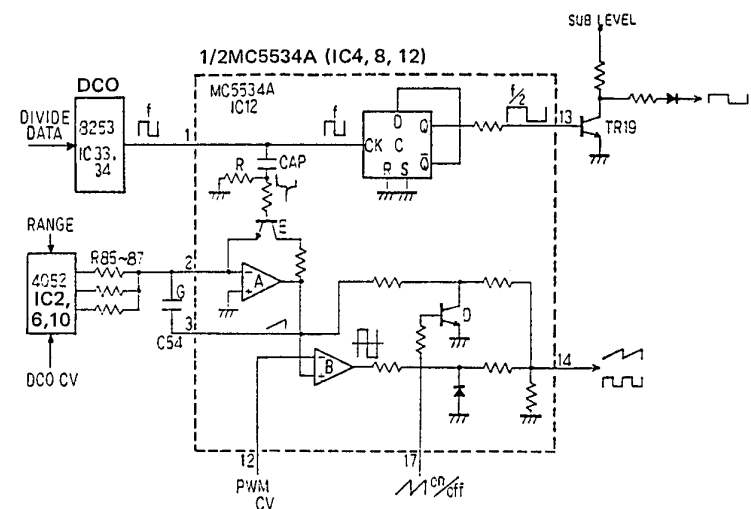 SUB LEVEL
1/2MC5534A (IC4, 8, 12)
DCO
MC5534A
IC12
DIVIDE
DATA
8253
IC33,
34
f
1
f
CAP
R
E
D
Q
CK
C
Q̅
R
S
f/2
13
TR19
RANGE
R85~87
4052
IC2,
6,10
2
G
3
C54
DCO CV
-
+
A
-
+
B
D
14
12
PWM
CV
17
on/off